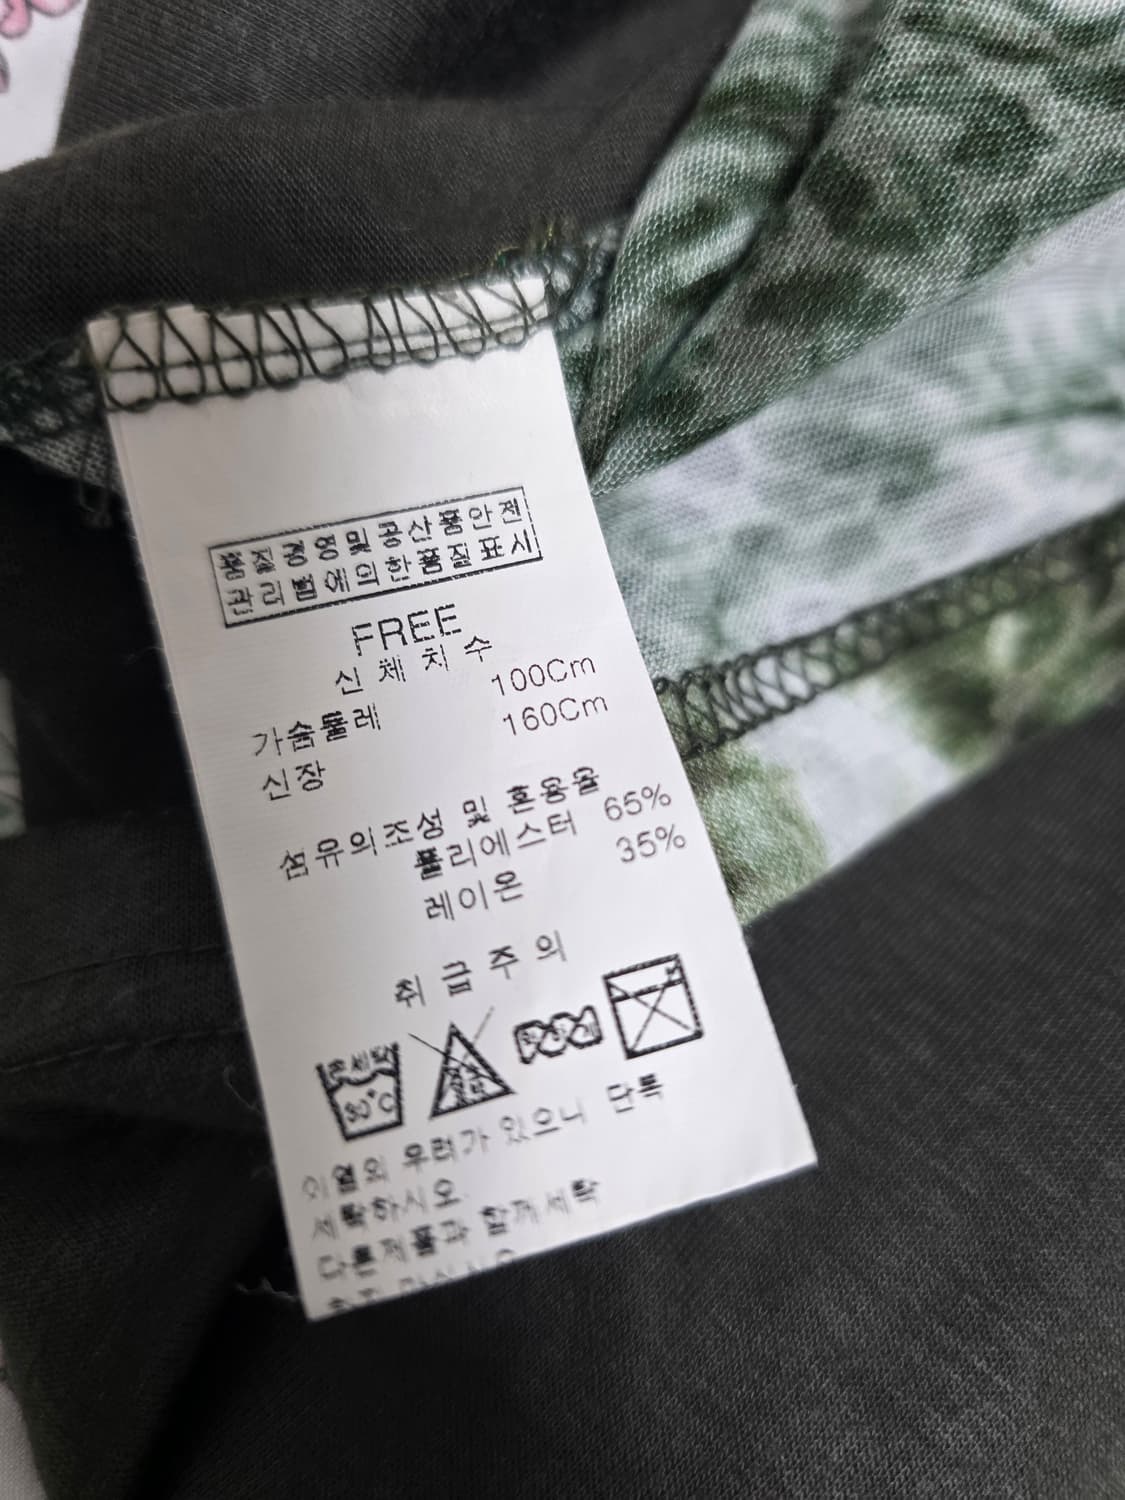 품질경영및공산품안전
관리법에의한품질표시
FREE
신체치수
가슴둘레 100Cm
신장 160Cm
섬유의조성 및 혼용율
폴리에스터 65%
레이온 35%
취급주의
손세탁
30°C
이염의 우려가 있으니 단독
세탁하시오
다른제품과 함께세탁